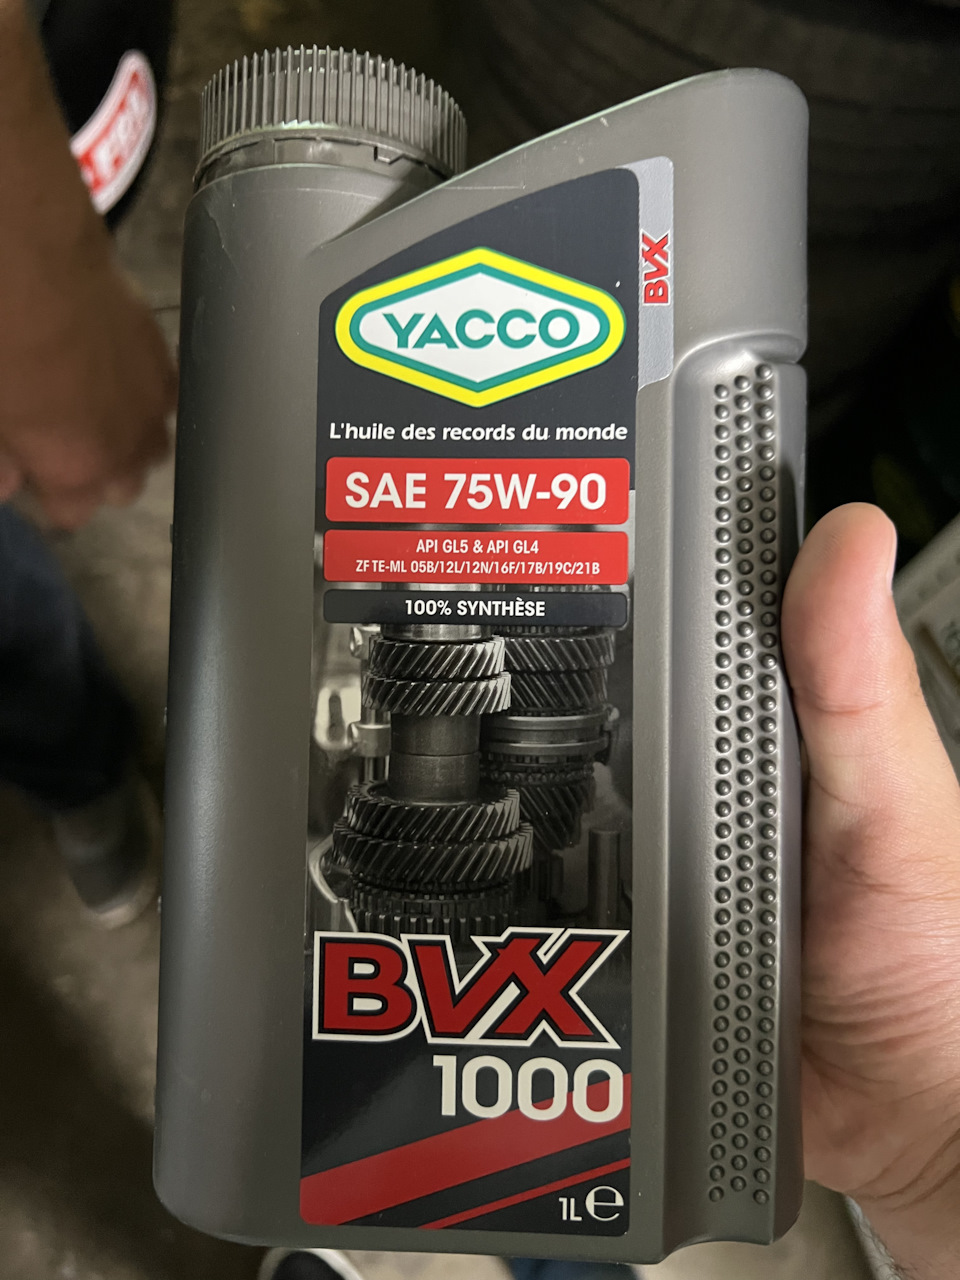 YACCO
BVX
L'huile des records du monde
SAE 75W-90
API GL5 & API GL4
ZF TE-ML 05B/12L/12N/16F/17B/19C/21B
100% SYNTHÈSE
BVX
1000
1L e